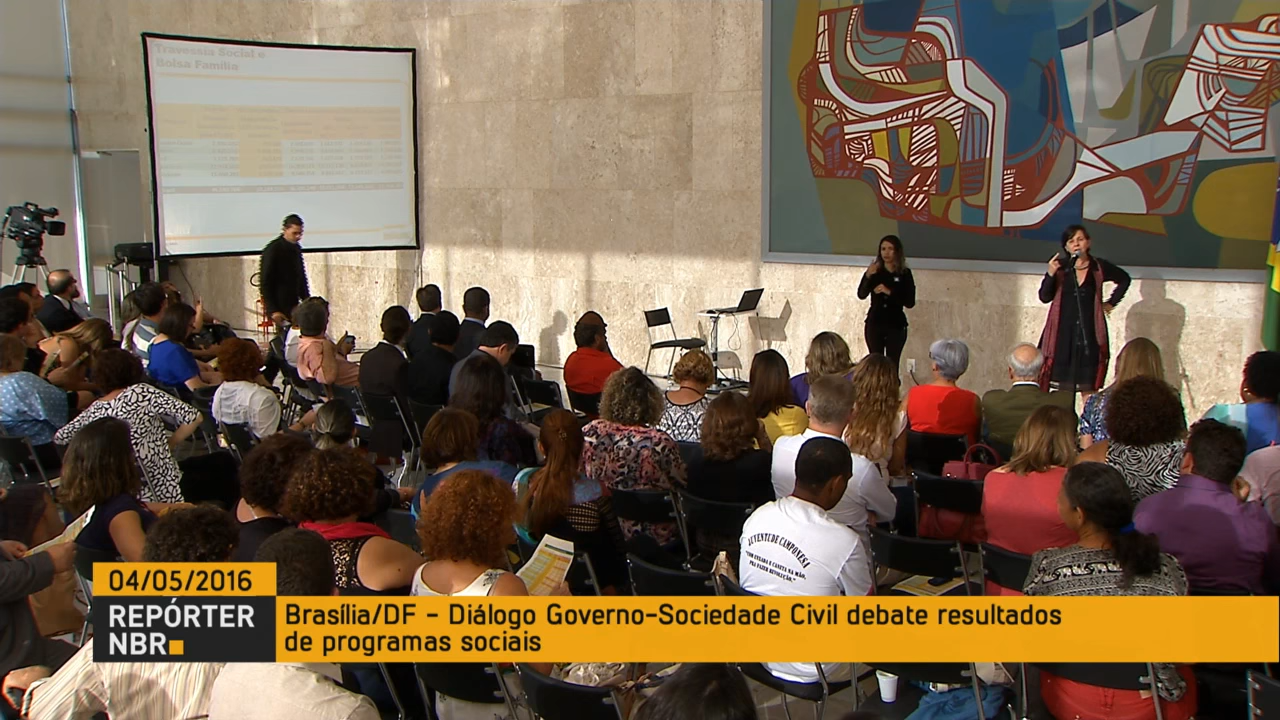 Travessia Social e
Bolsa Família
JUVENTUDE CAMPONESA
04/05/2016
REPÓRTER
NBR
Brasília/DF - Diálogo Governo-Sociedade Civil debate resultados
de programas sociais